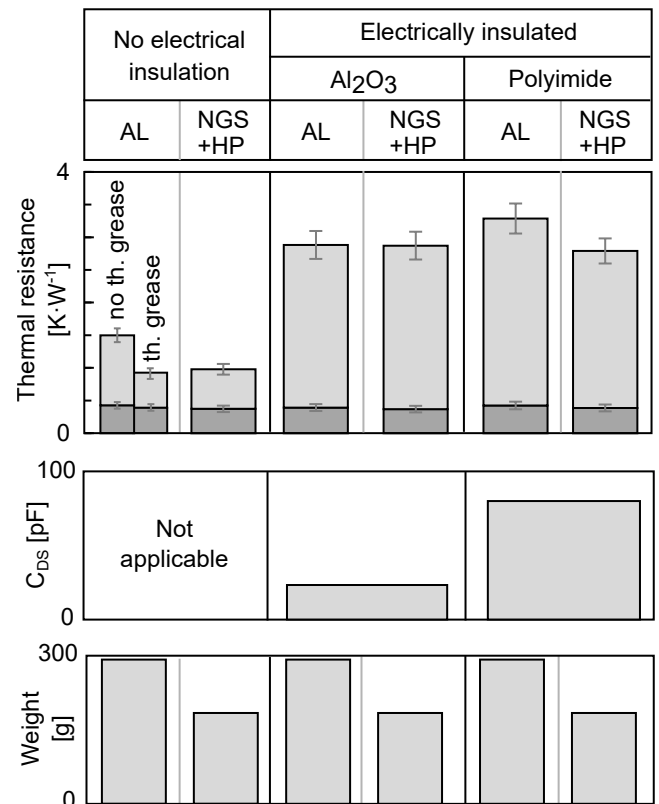 No electrical
insulation
Electrically insulated
Al2O3
Polyimide
AL
NGS
+HP
AL
NGS
+HP
AL
NGS
+HP
Thermal resistance
[K·W-1]
4
0
no th. grease
th. grease
CDS [pF]
100
0
Not
applicable
Weight
[g]
300
0